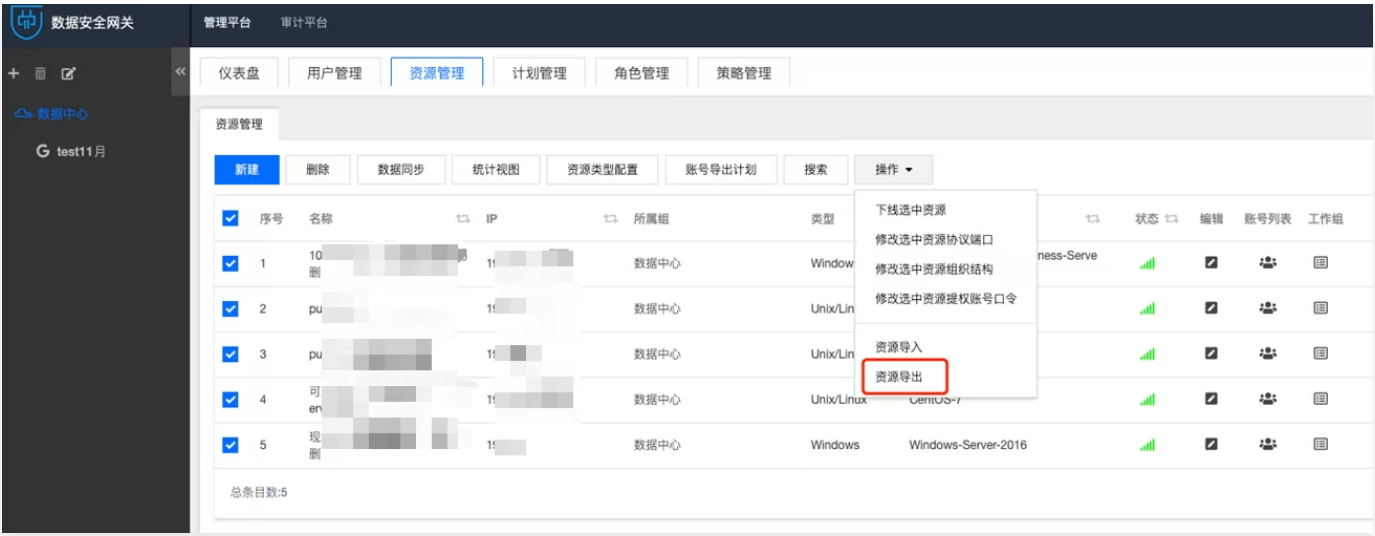 数据安全网关 管理平台 审计平台
仪表盘 用户管理 资源管理 计划管理 角色管理 策略管理
数据中心
test11月
资源管理
新建 删除 数据同步 统计视图 资源类型配置 账号导出计划 搜索 操作
序号 名称 IP 所属组 类型 状态 编辑 账号列表 工作组
下线选中资源
修改选中资源协议端口
修改选中资源组织结构
修改选中资源提权账号口令
资源导入
资源导出
1 10 删 数据中心 Window ness-Serve
2 pu 数据中心 Unix/Lin
3 pu 数据中心 Unix/Lin
4 可 数据中心 Unix/Linux CentOS-7
5 现 删 数据中心 Windows Windows-Server-2016
总条目数:5